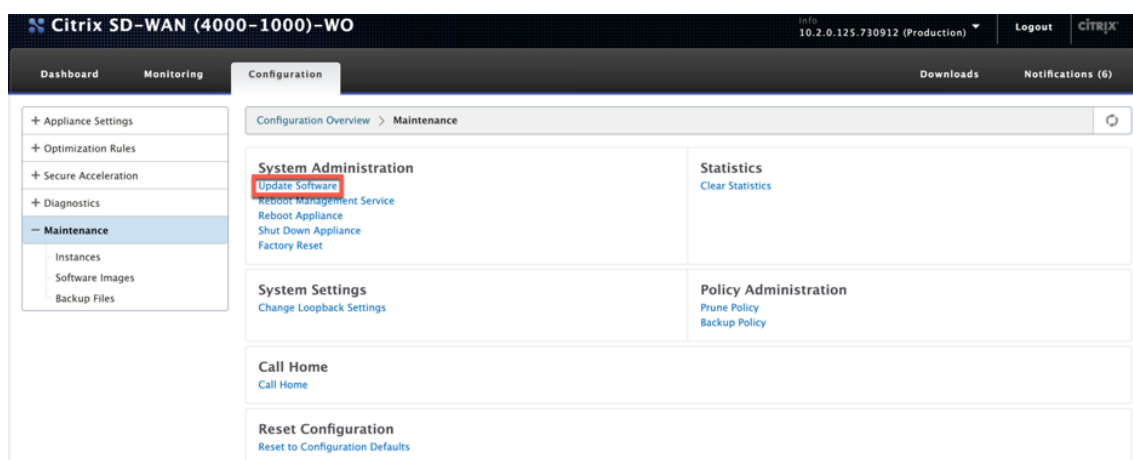 Citrix SD-WAN (4000-1000)-WO
Info
10.2.0.125.730912 (Production)
Logout
CITRIX
Dashboard
Monitoring
Configuration
Downloads
Notifications (6)
+ Appliance Settings
+ Optimization Rules
+ Secure Acceleration
+ Diagnostics
− Maintenance
Instances
Software Images
Backup Files
Configuration Overview > Maintenance
System Administration
Update Software
Reboot Management Service
Reboot Appliance
Shut Down Appliance
Factory Reset
Statistics
Clear Statistics
System Settings
Change Loopback Settings
Policy Administration
Prune Policy
Backup Policy
Call Home
Call Home
Reset Configuration
Reset to Configuration Defaults